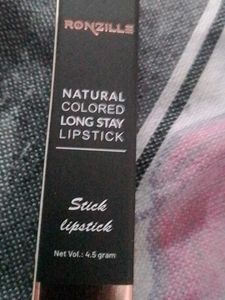 RONZILLE
NATURAL
COLORED
LONG STAY
LIPSTICK
Stick
lipstick
Net Vol.: 4.5 gram